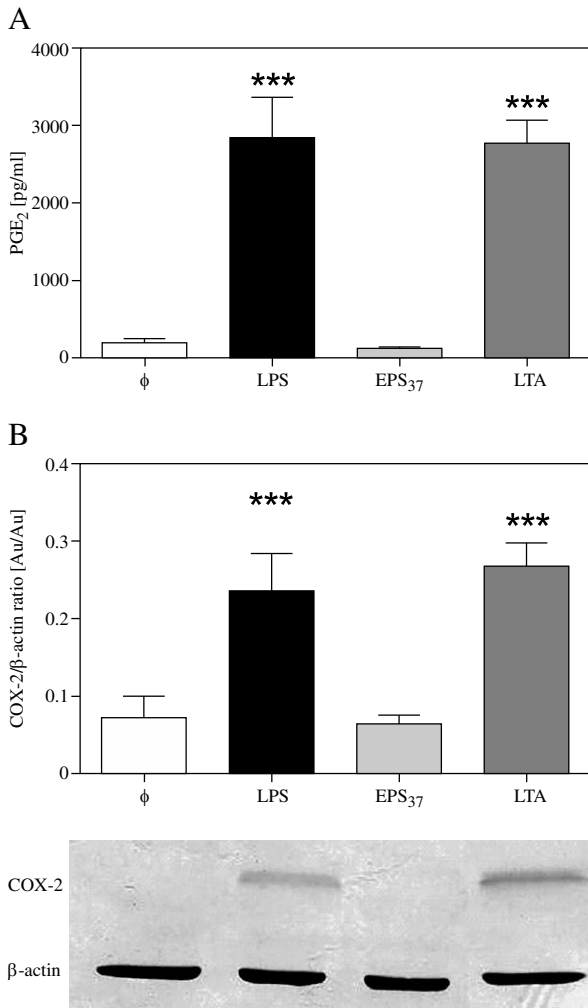 A
4000
***
***
3000
PGE₂ [pg/ml]
2000
1000
0
ϕ LPS EPS₃₇ LTA
B
0.4
***
***
0.3
COX-2/β-actin ratio [Au/Au]
0.2
0.1
0
ϕ LPS EPS₃₇ LTA
COX-2
β-actin